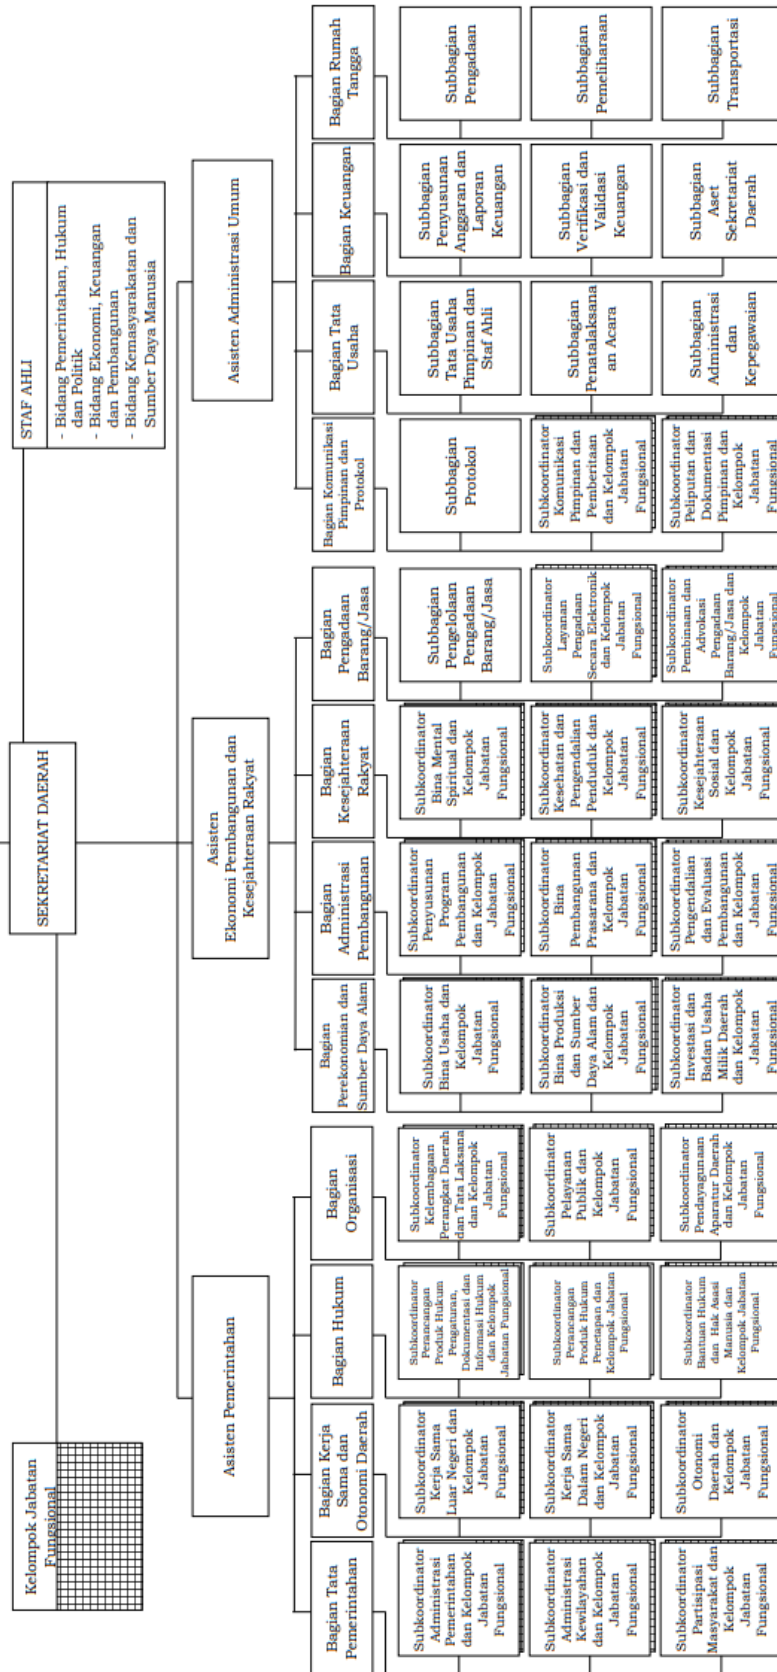 SEKRETARIAT DAERAH
Kelompok Jabatan
Fungsional
STAF AHLI
- Bidang Pemerintahan, Hukum
dan Politik
- Bidang Ekonomi, Keuangan
dan Pembangunan
- Bidang Kemasyarakatan dan
Sumber Daya Manusia
Asisten Pemerintahan
Asisten
Ekonomi Pembangunan dan
Kesejahteraan Rakyat
Asisten Administrasi Umum
Bagian Tata
Pemerintahan
Bagian Kerja
Sama dan
Otonomi Daerah
Bagian Hukum
Bagian
Organisasi
Bagian
Perekonomian dan
Sumber Daya Alam
Bagian
Administrasi
Pembangunan
Bagian
Kesejahteraan
Rakyat
Bagian
Pengadaan
Barang/Jasa
Bagian Komunikasi
Pimpinan dan
Protokol
Bagian Tata
Usaha
Bagian Keuangan
Bagian Rumah
Tangga
Subkoordinator
Administrasi
Pemerintahan
dan Kelompok
Jabatan
Fungsional
Subkoordinator
Kerja Sama
Luar Negeri dan
Kelompok
Jabatan
Fungsional
Subkoordinator
Perancangan
Produk Hukum
Pengaturan,
Dokumentasi dan
Informasi Hukum
dan Kelompok
Jabatan Fungsional
Subkoordinator
Kelembagaan
Perangkat Daerah
dan Tata Laksana
dan Kelompok
Jabatan
Fungsional
Subkoordinator
Bina Usaha dan
Kelompok
Jabatan
Fungsional
Subkoordinator
Penyusunan
Program
Pembangunan
dan Kelompok
Jabatan
Fungsional
Subkoordinator
Bina Mental
Spiritual dan
Kelompok
Jabatan
Fungsional
Subbagian
Pengelolaan
Pengadaan
Barang/Jasa
Subbagian
Protokol
Subbagian
Tata Usaha
Pimpinan dan
Staf Ahli
Subbagian
Penyusunan
Anggaran dan
Laporan
Keuangan
Subbagian
Pengadaan
Subkoordinator
Administrasi
Kewilayahan
dan Kelompok
Jabatan
Fungsional
Subkoordinator
Kerja Sama
Dalam Negeri
dan Kelompok
Jabatan
Fungsional
Subkoordinator
Perancangan
Produk Hukum
Penetapan dan
Kelompok Jabatan
Fungsional
Subkoordinator
Pelayanan
Publik dan
Kelompok
Jabatan
Fungsional
Subkoordinator
Bina Produksi
dan Sumber
Daya Alam dan
Kelompok
Jabatan
Fungsional
Subkoordinator
Bina
Pembangunan
Prasarana dan
Kelompok
Jabatan
Fungsional
Subkoordinator
Kesehatan dan
Pengendalian
Penduduk dan
Kelompok
Jabatan
Fungsional
Subkoordinator
Layanan
Pengadaan
Secara Elektronik
dan Kelompok
Jabatan
Fungsional
Subkoordinator
Komunikasi
Pimpinan dan
Pemberitaan
dan Kelompok
Jabatan
Fungsional
Subbagian
Penatalaksana
an Acara
Subbagian
Verifikasi dan
Validasi
Keuangan
Subbagian
Pemeliharaan
Subkoordinator
Partisipasi
Masyarakat dan
Kelompok
Jabatan
Fungsional
Subkoordinator
Otonomi
Daerah dan
Kelompok
Jabatan
Fungsional
Subkoordinator
Bantuan Hukum
dan Hak Asasi
Manusia dan
Kelompok Jabatan
Fungsional
Subkoordinator
Pendayagunaan
Aparatur Daerah
dan Kelompok
Jabatan
Fungsional
Subkoordinator
Investasi dan
Badan Usaha
Milik Daerah
dan Kelompok
Jabatan
Fungsional
Subkoordinator
Pengendalian
dan Evaluasi
Pembangunan
dan Kelompok
Jabatan
Fungsional
Subkoordinator
Kesejahteraan
Sosial dan
Kelompok
Jabatan
Fungsional
Subkoordinator
Pembinaan dan
Advokasi
Pengadaan
Barang/Jasa dan
Kelompok
Jabatan
Fungsional
Subkoordinator
Peliputan dan
Dokumentasi
Pimpinan dan
Kelompok
Jabatan
Fungsional
Subbagian
Administrasi
dan
Kepegawaian
Subbagian
Aset
Sekretariat
Daerah
Subbagian
Transportasi